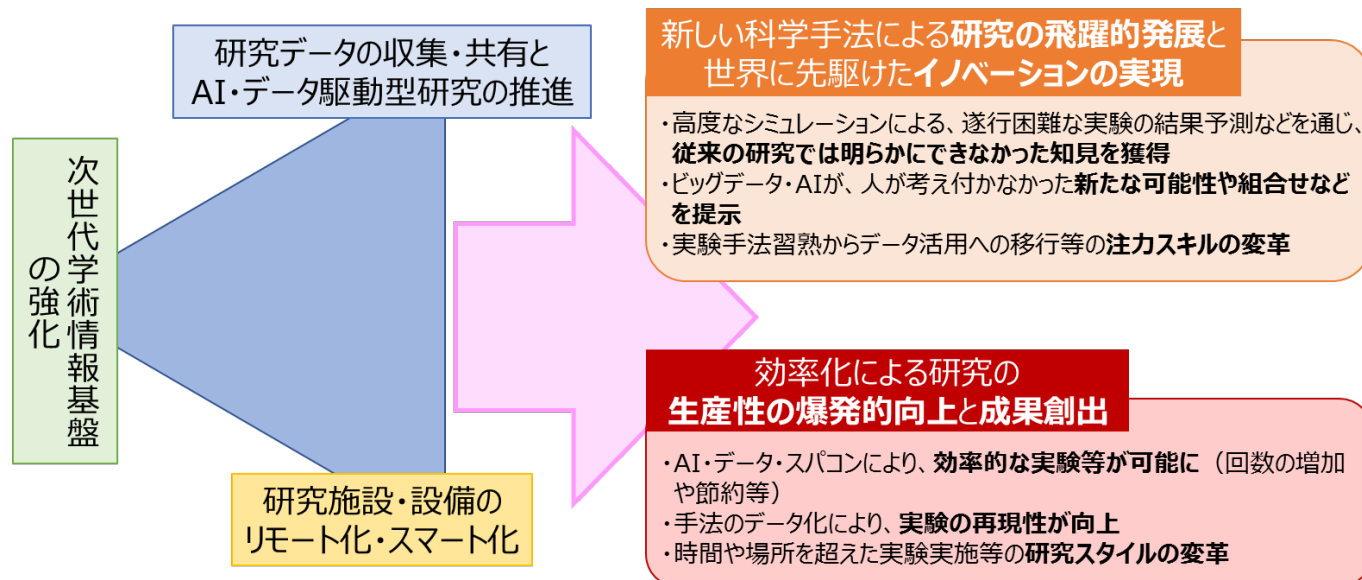 研究データの収集・共有と
AI・データ駆動型研究の推進
次世代学術情報基盤
の強化
研究施設・設備の
リモート化・スマート化
新しい科学手法による研究の飛躍的発展と
世界に先駆けたイノベーションの実現
・高度なシミュレーションによる、遂行困難な実験の結果予測などを通じ、
従来の研究では明らかにできなかった知見を獲得
・ビッグデータ・AIが、人が考え付かなかった新たな可能性や組合せなど
を提示
・実験手法習熟からデータ活用への移行等の注力スキルの変革
効率化による研究の
生産性の爆発的向上と成果創出
・AI・データ・スパコンにより、効率的な実験等が可能に（回数の増加
や節約等）
・手法のデータ化により、実験の再現性が向上
・時間や場所を超えた実験実施等の研究スタイルの変革